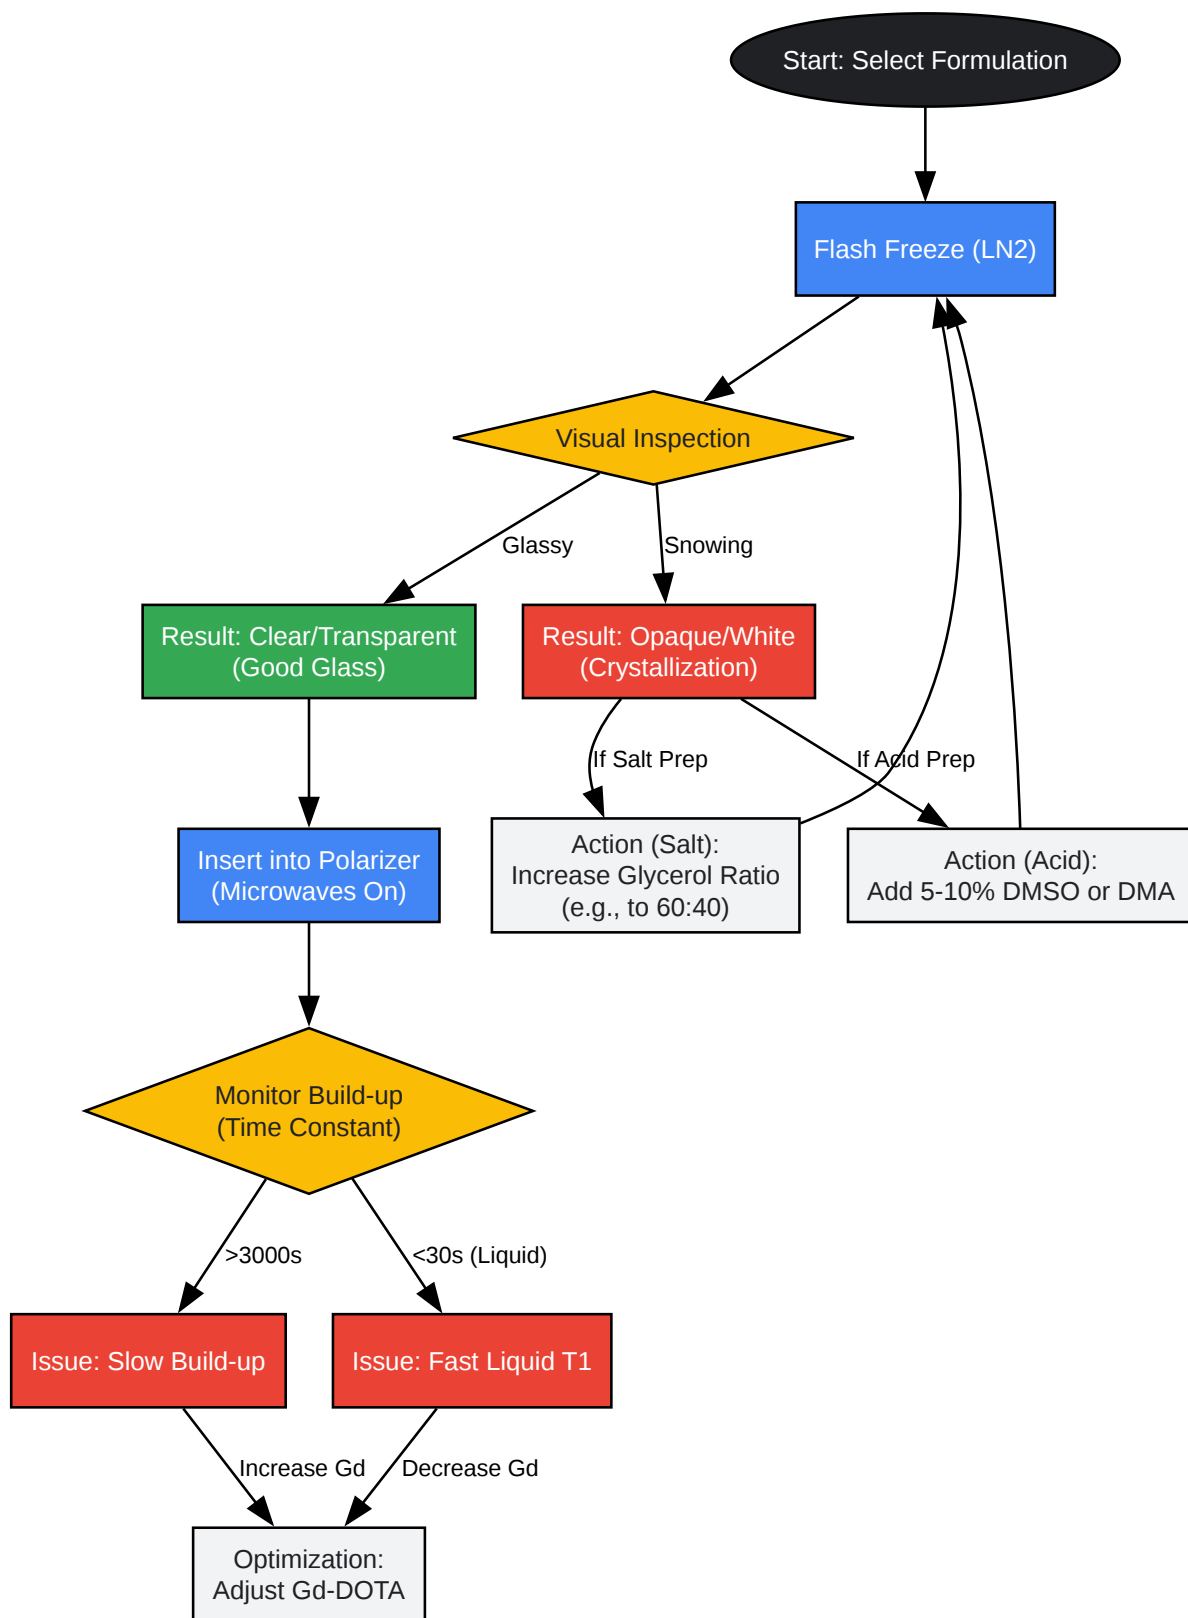 Start: Select Formulation
Flash Freeze (LN2)
Visual Inspection
Glassy
Snowing
Result: Clear/Transparent
(Good Glass)
Result: Opaque/White
(Crystallization)
If Salt Prep
If Acid Prep
Insert into Polarizer
(Microwaves On)
Action (Salt):
Increase Glycerol Ratio
(e.g., to 60:40)
Action (Acid):
Add 5-10% DMSO or DMA
Monitor Build-up
(Time Constant)
>3000s
<30s (Liquid)
Issue: Slow Build-up
Issue: Fast Liquid T1
Increase Gd
Decrease Gd
Optimization:
Adjust Gd-DOTA